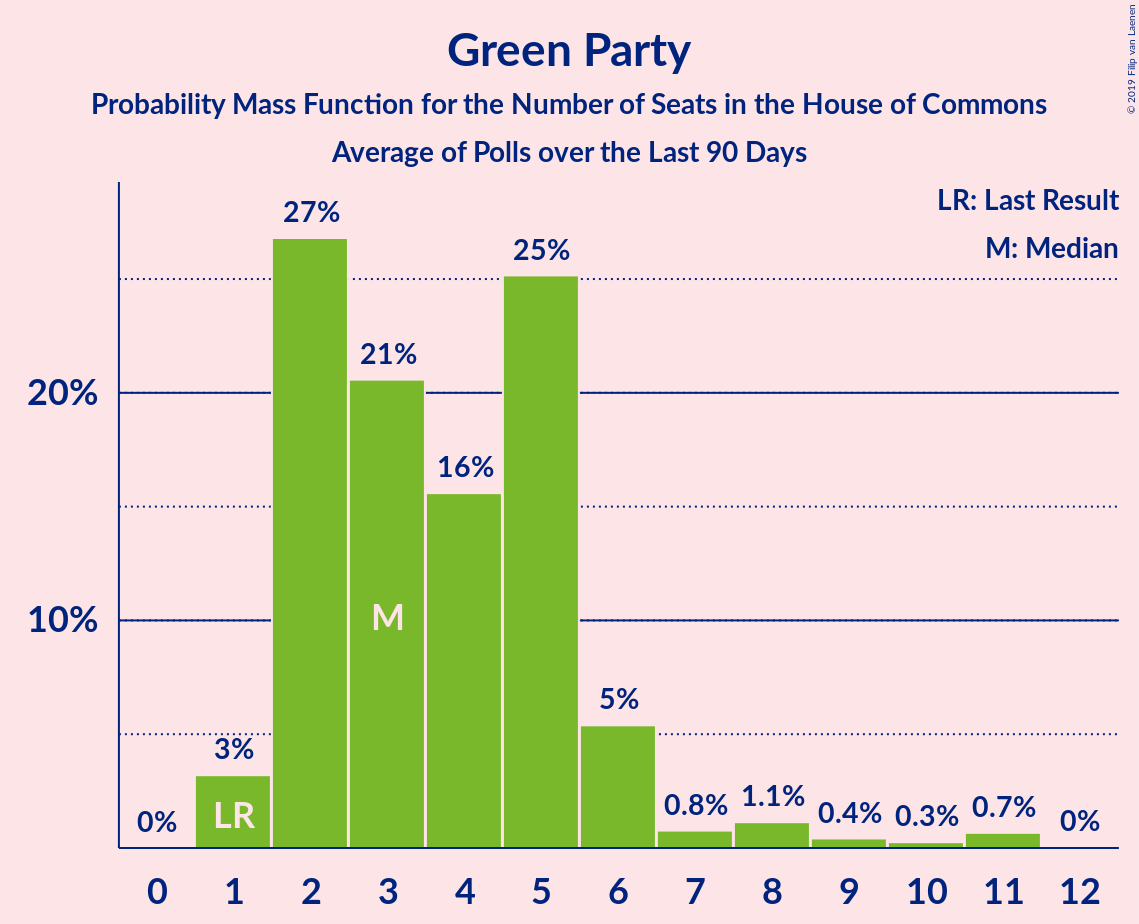 Green Party
Probability Mass Function for the Number of Seats in the House of Commons
Average of Polls over the Last 90 Days
© 2019 Filip van Laenen
LR: Last Result
M: Median
27%
25%
21%
20%
16%
10%
M
5%
3%
LR
0%
0.8%
1.1%
0.4%
0.3%
0.7%
0%
0 1 2 3 4 5 6 7 8 9 10 11 12